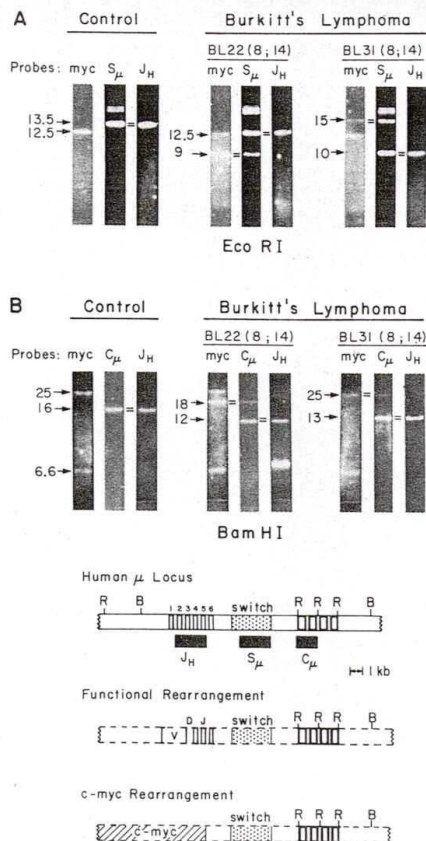 A
Control
Burkitt's Lymphoma
BL22(8;14)
BL31(8;14)
Probes: myc Sμ JH
myc Sμ JH
myc Sμ JH
13.5
12.5
=
12.5
9
=
=
15
10
=
=
Eco RI
B
Control
Burkitt's Lymphoma
BL22(8;14)
BL31(8;14)
Probes: myc Cμ JH
myc Cμ JH
myc Cμ JH
25
16
6.6
=
18
12
=
=
25
13
=
=
Bam HI
Human μ Locus
R B 1 2 3 4 5 6 switch R R R B
JH Sμ Cμ
1 kb
Functional Rearrangement
V D J switch R R R B
c-myc Rearrangement
c-myc switch R R R B